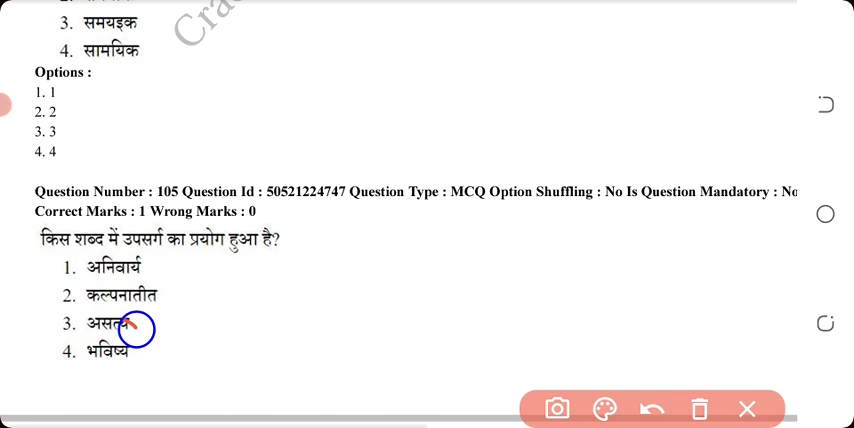 3. समयइक
4. सामयिक
Options :
1. 1
2. 2
3. 3
4. 4
Question Number : 105 Question Id : 50521224747 Question Type : MCQ Option Shuffling : No Is Question Mandatory : No
Correct Marks : 1 Wrong Marks : 0
किस शब्द में उपसर्ग का प्रयोग हुआ है?
1. अनिवार्य
2. कल्पनातीत
3. असत्य
4. भविष्य